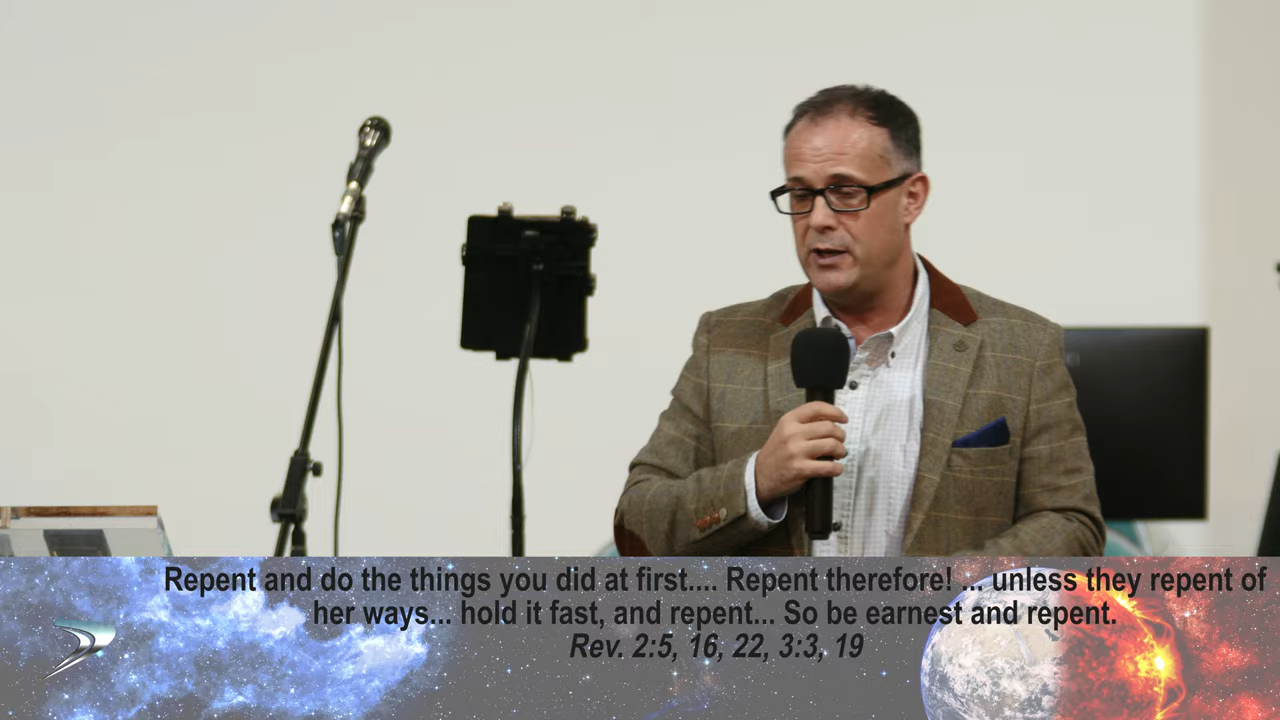 Repent and do the things you did at first.... Repent therefore! ... unless they repent of
her ways... hold it fast, and repent... So be earnest and repent.
Rev. 2:5, 16, 22, 3:3, 19